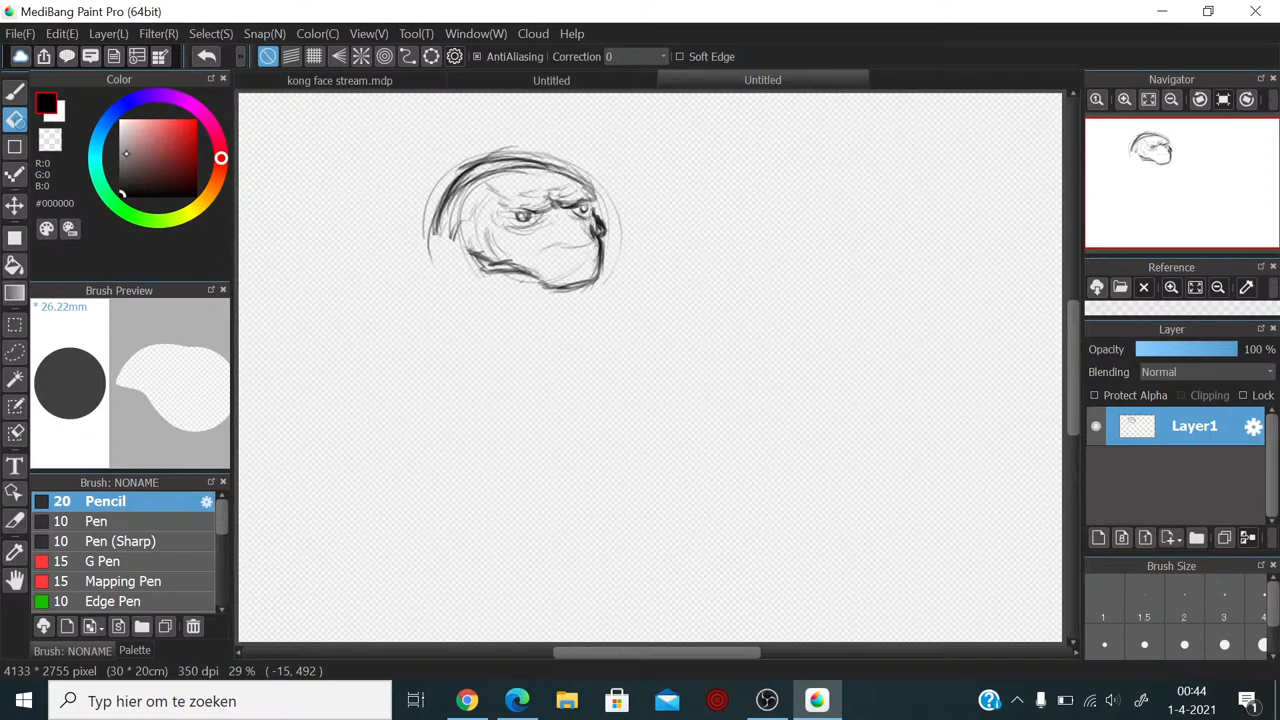 MediBang Paint Pro (64bit)
File(F) Edit(E) Layer(L) Filter(R) Select(S) Snap(N) Color(C) View(V) Tool(T) Window(W) Cloud Help
AntiAliasing Correction 0 Soft Edge
Color
kong face stream.mdp Untitled Untitled
Navigator
R:0
G:0
B:0
#000000
Brush Preview
* 26.22mm
Reference
Layer
Opacity 100 %
Blending Normal
Protect Alpha Clipping Lock
Layer1
Brush: NONAME
20 Pencil
10 Pen
10 Pen (Sharp)
15 G Pen
15 Mapping Pen
10 Edge Pen
Brush Size
1 1.5 2 3 4
Brush: NONAME Palette
4133 * 2755 pixel (30 * 20cm) 350 dpi 29 % ( -15, 492 )
Typ hier om te zoeken
00:44
1-4-2021
1